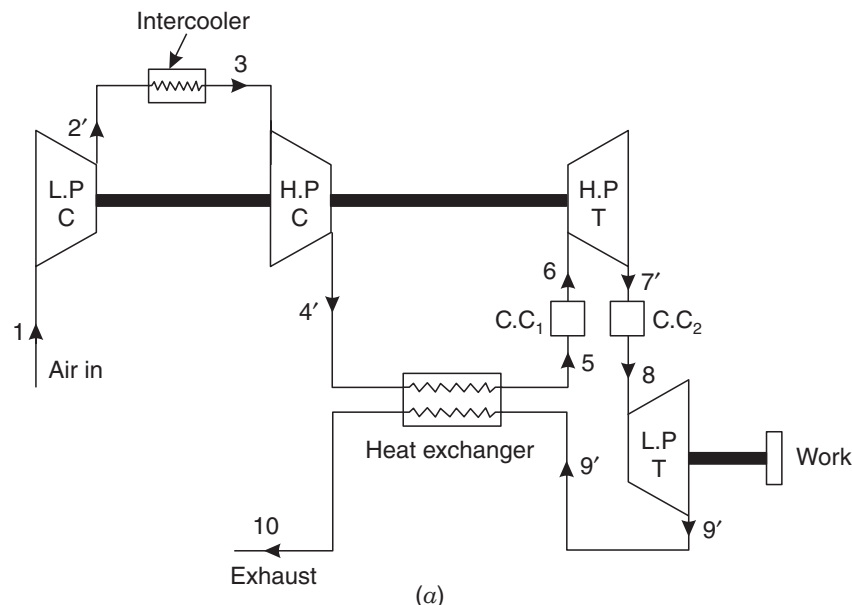 Intercooler
3
2′
L.P
C
H.P
C
H.P
T
6
7′
4′
C.C₁
C.C₂
1
5
8
Air in
L.P
T
Heat exchanger
9′
Work
10
9′
Exhaust
(a)